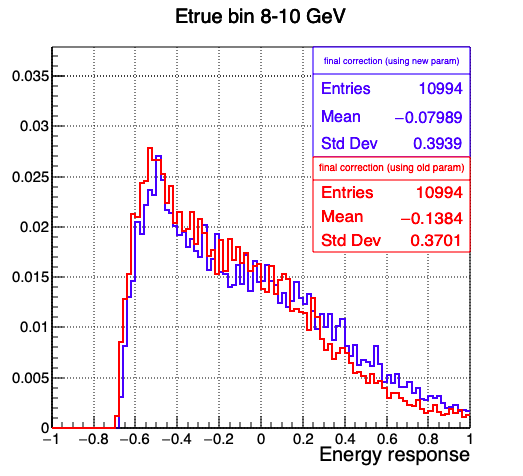 Etrue bin 8-10 GeV
final correction (using new param)
Entries 10994
Mean −0.07989
Std Dev 0.3939
final correction (using old param)
Entries 10994
Mean −0.1384
Std Dev 0.3701
0.035
0.03
0.025
0.02
0.015
0.01
0.005
0
−1 −0.8 −0.6 −0.4 −0.2 0 0.2 0.4 0.6 0.8 1
Energy response